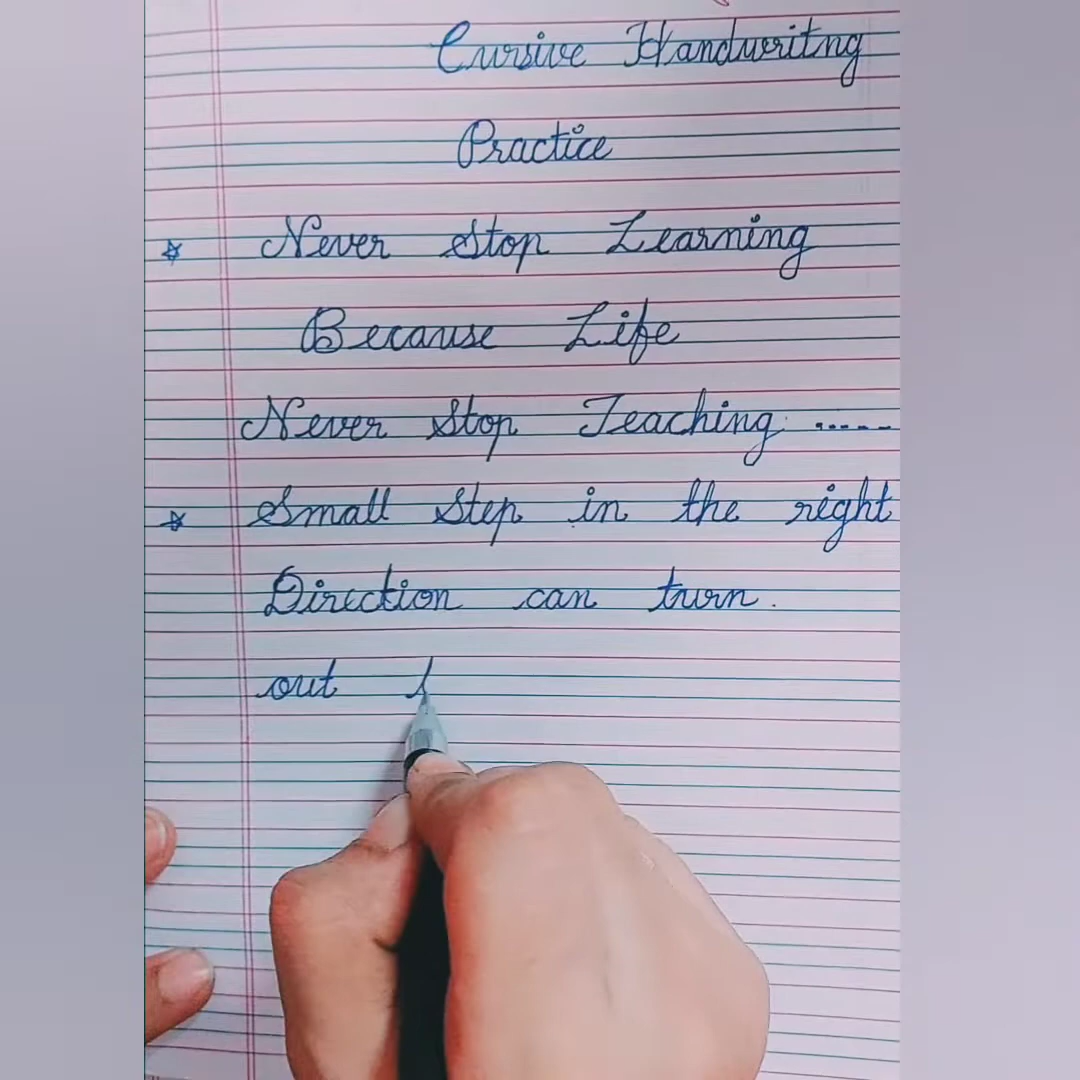 Cursive Handwritng
Practice
☆ Never Stop Learning
Because Life
Never Stop Teaching .....
☆ Small Step in the right
Direction can turn.
out